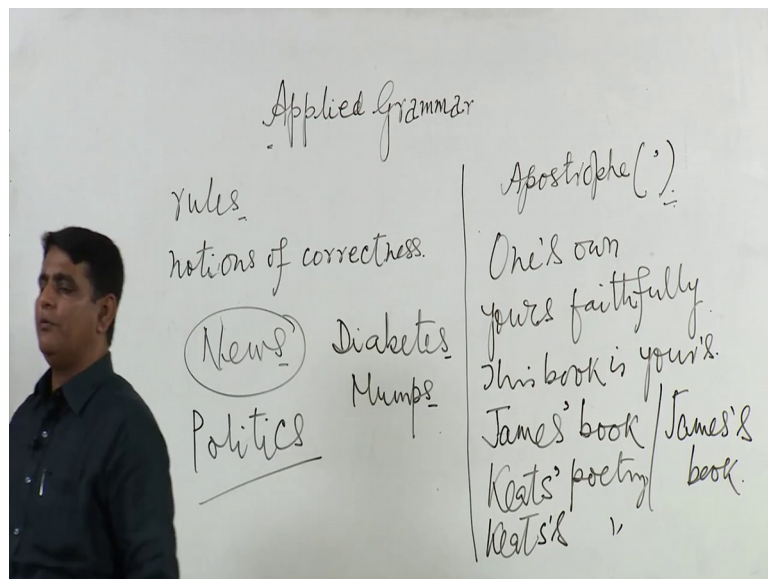 Applied Grammar
rules
notions of correctness.
News
Diabetes
Mumps
Politics
Apostrophe(')
One's own
yours faithfully
This book is your's.
James' book / James's
book.
Keats' poetry
Keats's "